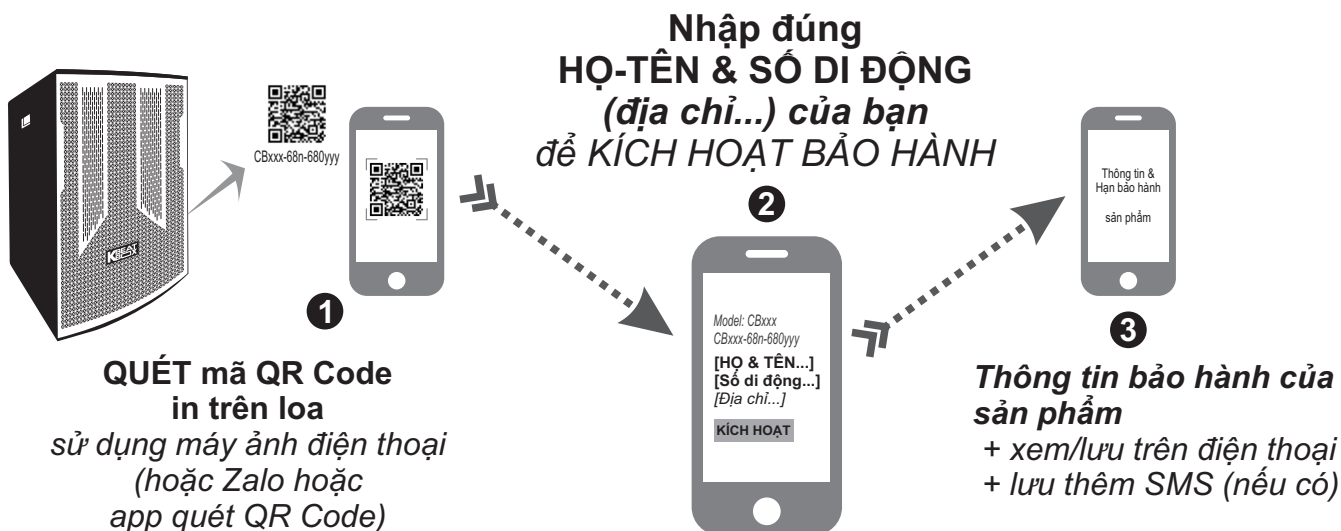 CBxxx-68n-680yyy
1
QUÉT mã QR Code
in trên loa
sử dụng máy ảnh điện thoại
(hoặc Zalo hoặc
app quét QR Code)
Nhập đúng
HỌ-TÊN & SỐ DI ĐỘNG
(địa chỉ...) của bạn
để KÍCH HOẠT BẢO HÀNH
2
Model: CBxxx
CBxxx-68n-680yyy
[HỌ & TÊN...]
[Số di động...]
[Địa chỉ...]
KÍCH HOẠT
Thông tin &
Hạn bảo hành
sản phẩm
3
Thông tin bảo hành của
sản phẩm
+ xem/lưu trên điện thoại
+ lưu thêm SMS (nếu có)